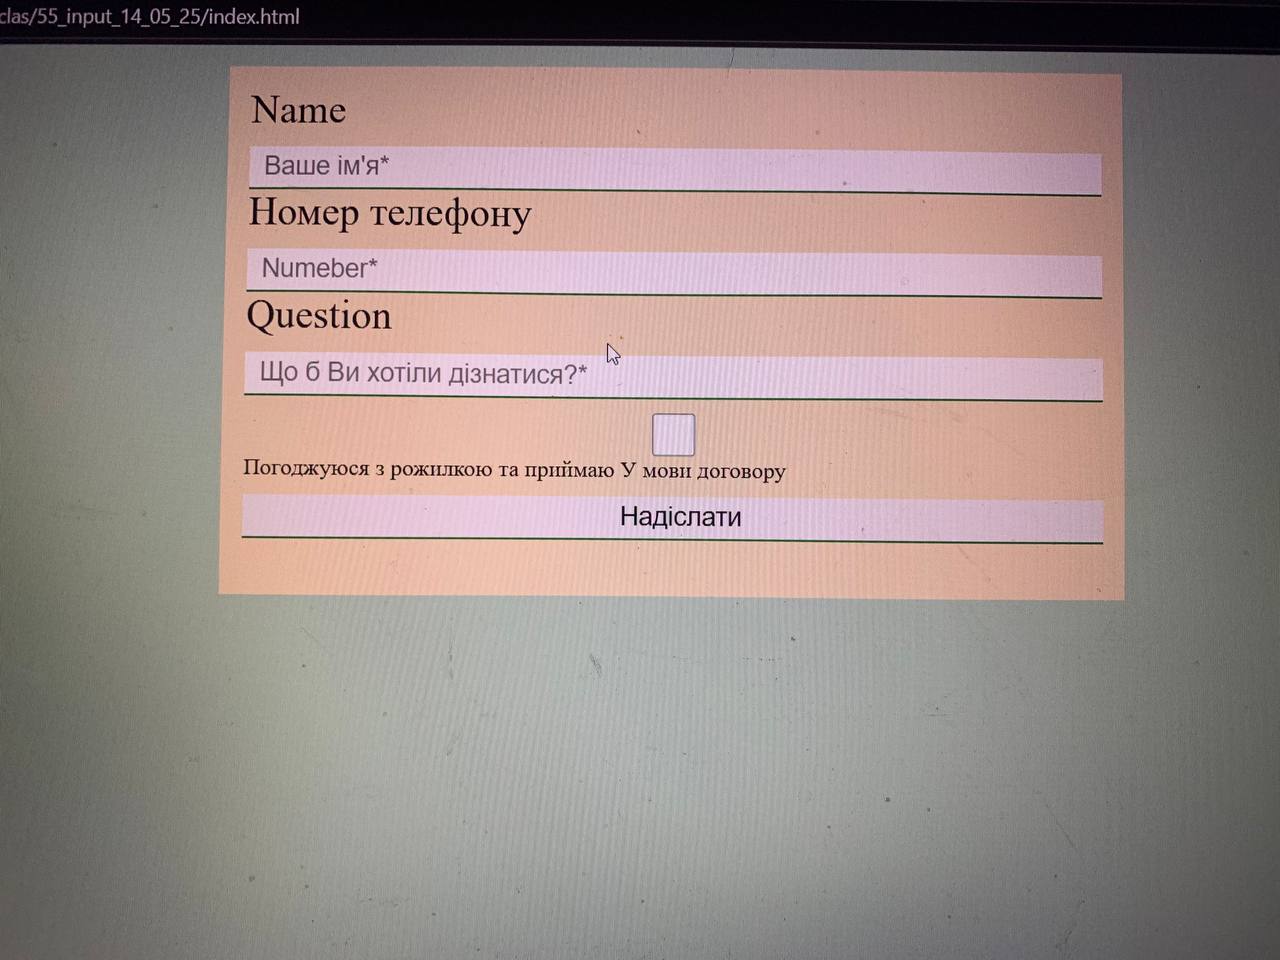 clas/55_input_14_05_25/index.html
Name
Ваше ім'я*
Номер телефону
Numeber*
Question
Що б Ви хотіли дізнатися?*
Погоджуюся з рожилкою та приймаю У мови договору
Надіслати